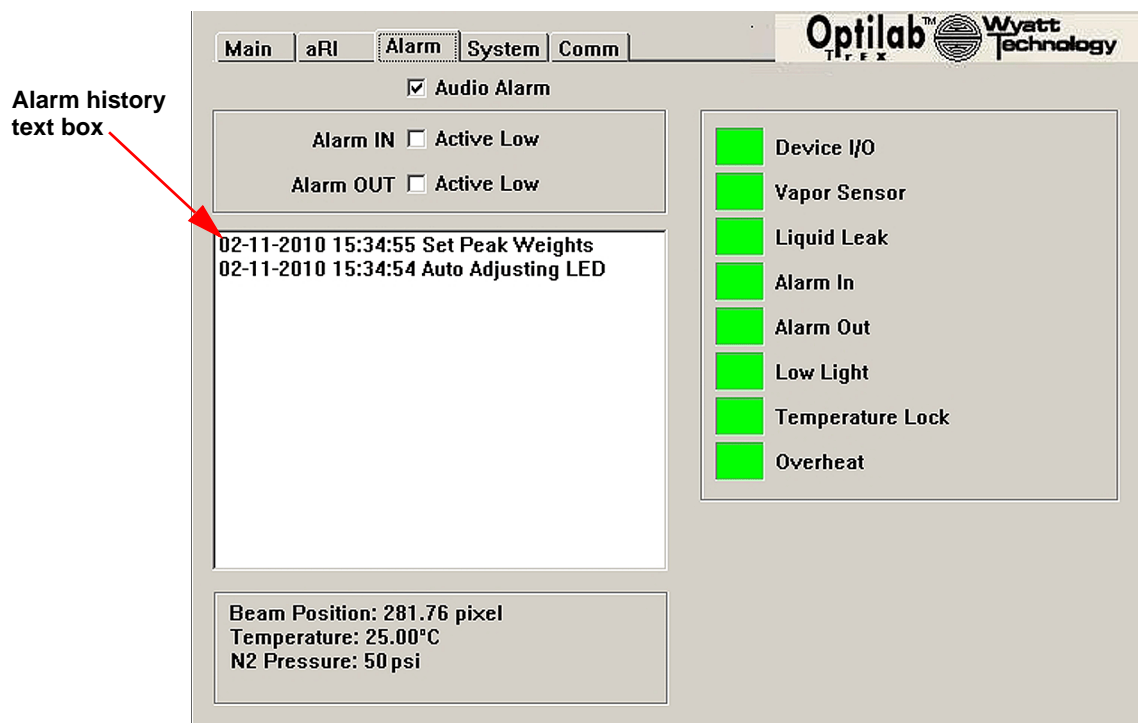 Main aRI Alarm System Comm
Optilab™ Wyatt Technology
T rEX
Audio Alarm
Alarm history
text box
Alarm IN Active Low
Alarm OUT Active Low
02-11-2010 15:34:55 Set Peak Weights
02-11-2010 15:34:54 Auto Adjusting LED
Beam Position: 281.76 pixel
Temperature: 25.00°C
N2 Pressure: 50 psi
Device I/O
Vapor Sensor
Liquid Leak
Alarm In
Alarm Out
Low Light
Temperature Lock
Overheat